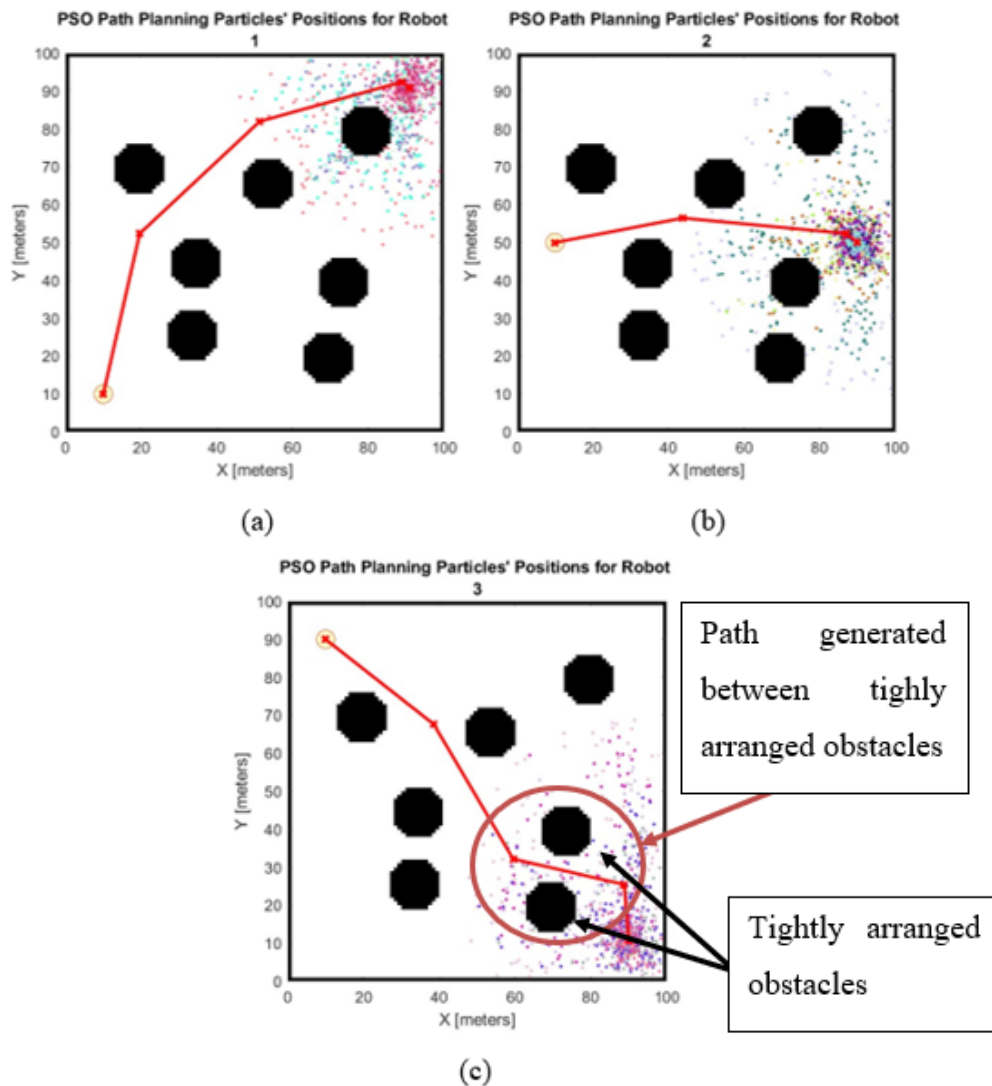 PSO Path Planning Particles' Positions for Robot
1
100
90
80
70
60
50
40
30
20
10
0
Y [meters]
0 20 40 60 80 100
X [meters]
(a)
PSO Path Planning Particles' Positions for Robot
2
100
90
80
70
60
50
40
30
20
10
0
Y [meters]
0 20 40 60 80 100
X [meters]
(b)
PSO Path Planning Particles' Positions for Robot
3
100
90
80
70
60
50
40
30
20
10
0
Y [meters]
0 20 40 60 80 100
X [meters]
(c)
Path generated
between tighly
arranged obstacles
Tightly arranged
obstacles